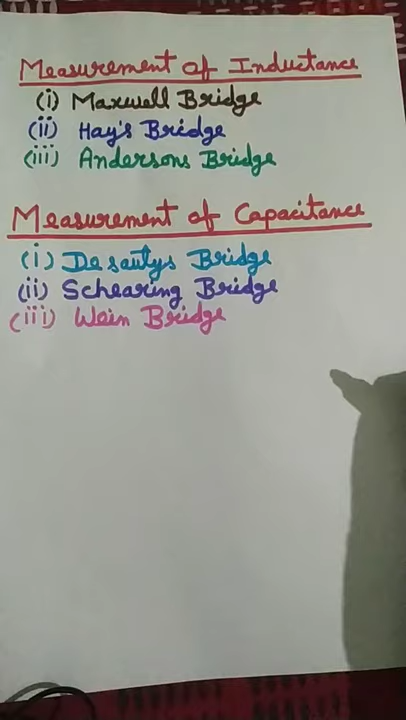 Measurement of Inductance
(i) Maxwell Bridge
(ii) Hay's Bridge
(iii) Andersons Bridge
Measurement of Capacitance
(i) De sautys Bridge
(ii) Schearing Bridge
(iii) Wein Bridge